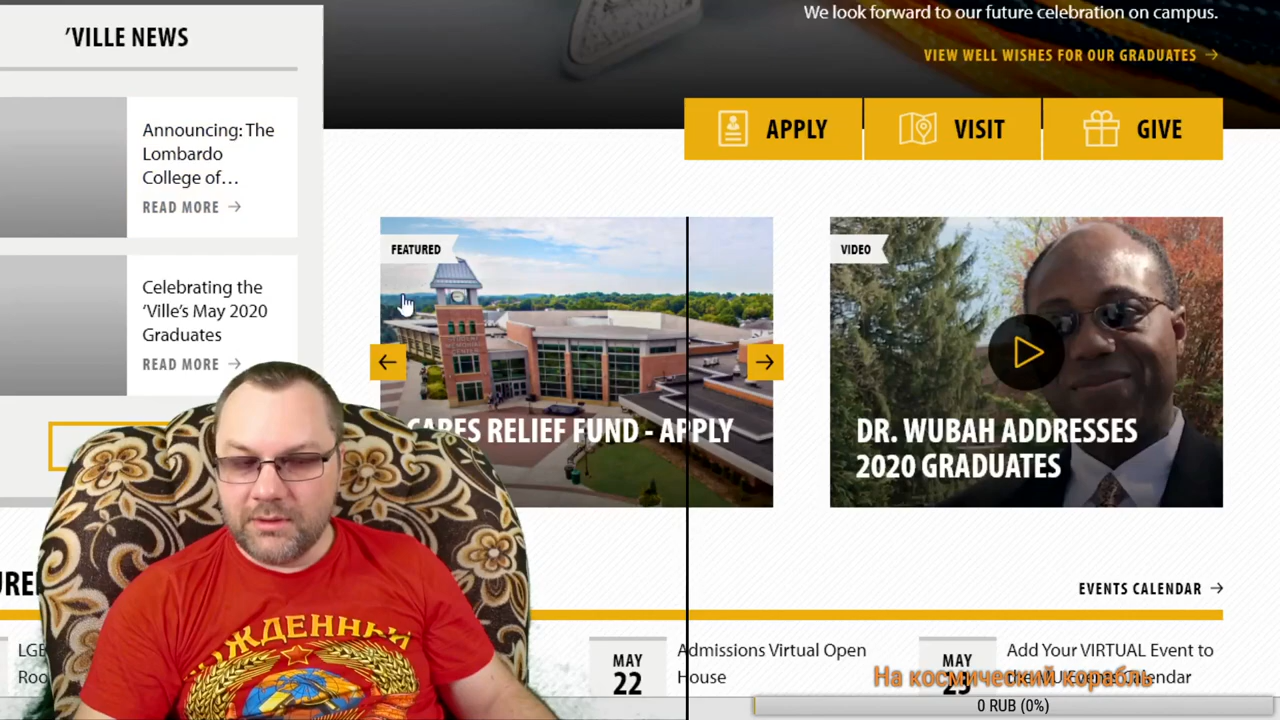 We look forward to our future celebration on campus.
VIEW WELL WISHES FOR OUR GRADUATES →
'VILLE NEWS
APPLY
VISIT
GIVE
Announcing: The
Lombardo
College of…
READ MORE →
Celebrating the
‘Ville's May 2020
Graduates
READ MORE →
FEATURED
CARES RELIEF FUND - APPLY
VIDEO
DR. WUBAH ADDRESSES
2020 GRADUATES
EVENTS CALENDAR →
MAY
22
Admissions Virtual Open
House
MAY
Add Your VIRTUAL Event to
Calendar
На космический корабль
0 RUB (0%)